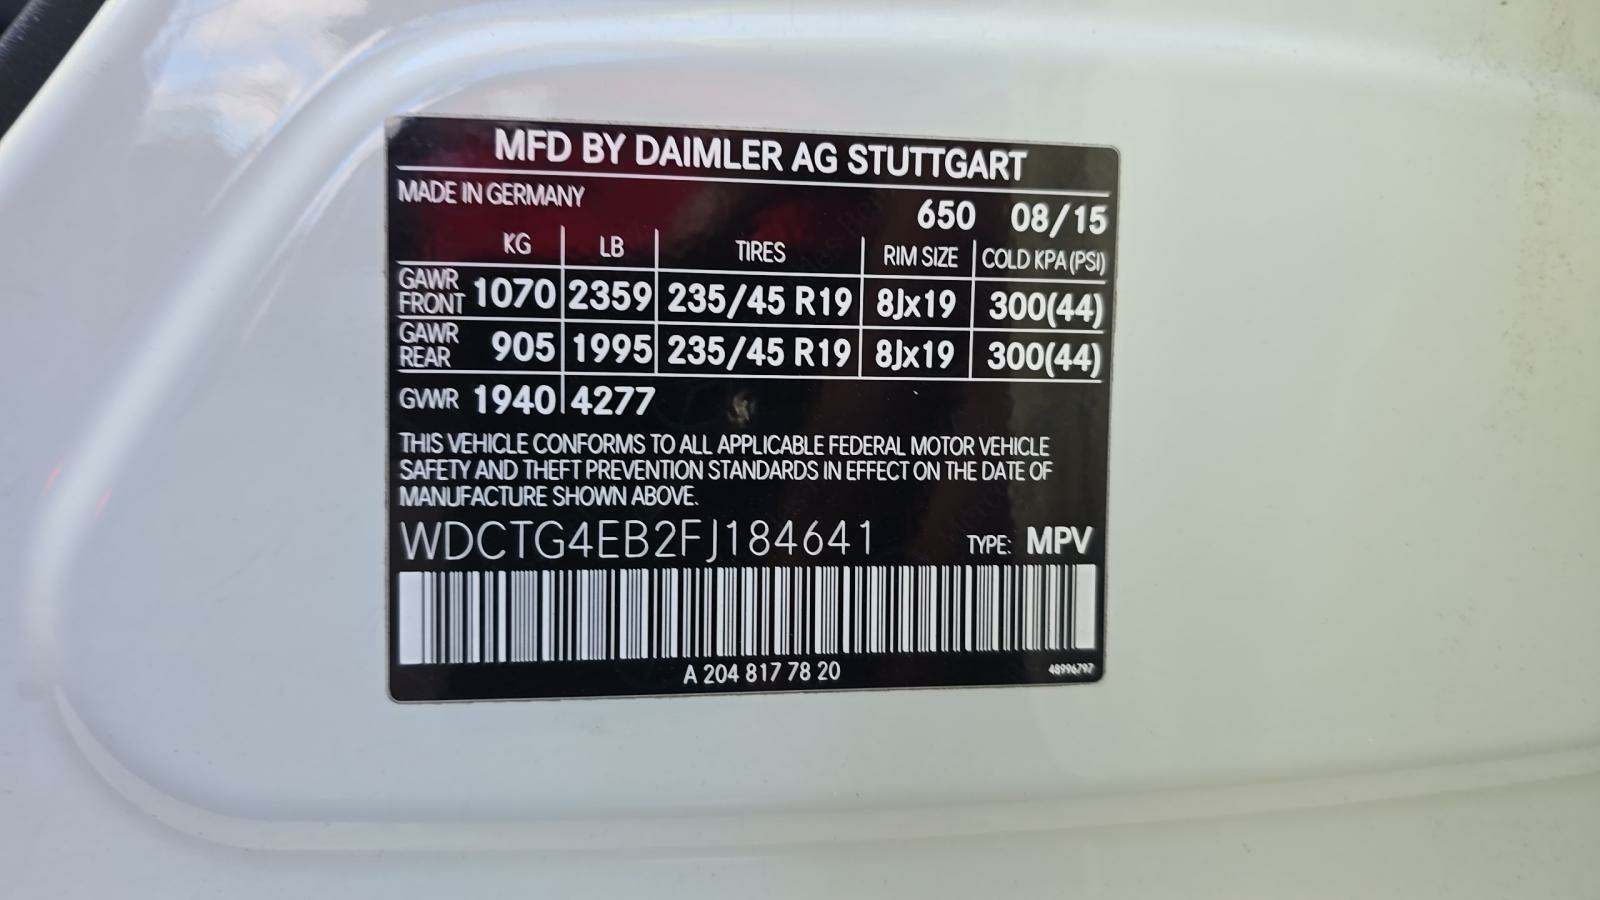 MFD BY DAIMLER AG STUTTGART
MADE IN GERMANY
650 08/15
KG LB TIRES RIM SIZE COLD KPA (PSI)
GAWR FRONT 1070 2359 235/45 R19 8Jx19 300(44)
GAWR REAR 905 1995 235/45 R19 8Jx19 300(44)
GVWR 1940 4277
THIS VEHICLE CONFORMS TO ALL APPLICABLE FEDERAL MOTOR VEHICLE
SAFETY AND THEFT PREVENTION STANDARDS IN EFFECT ON THE DATE OF
MANUFACTURE SHOWN ABOVE.
WDCTG4EB2FJ184641 TYPE: MPV
A 204 817 78 20 48996797